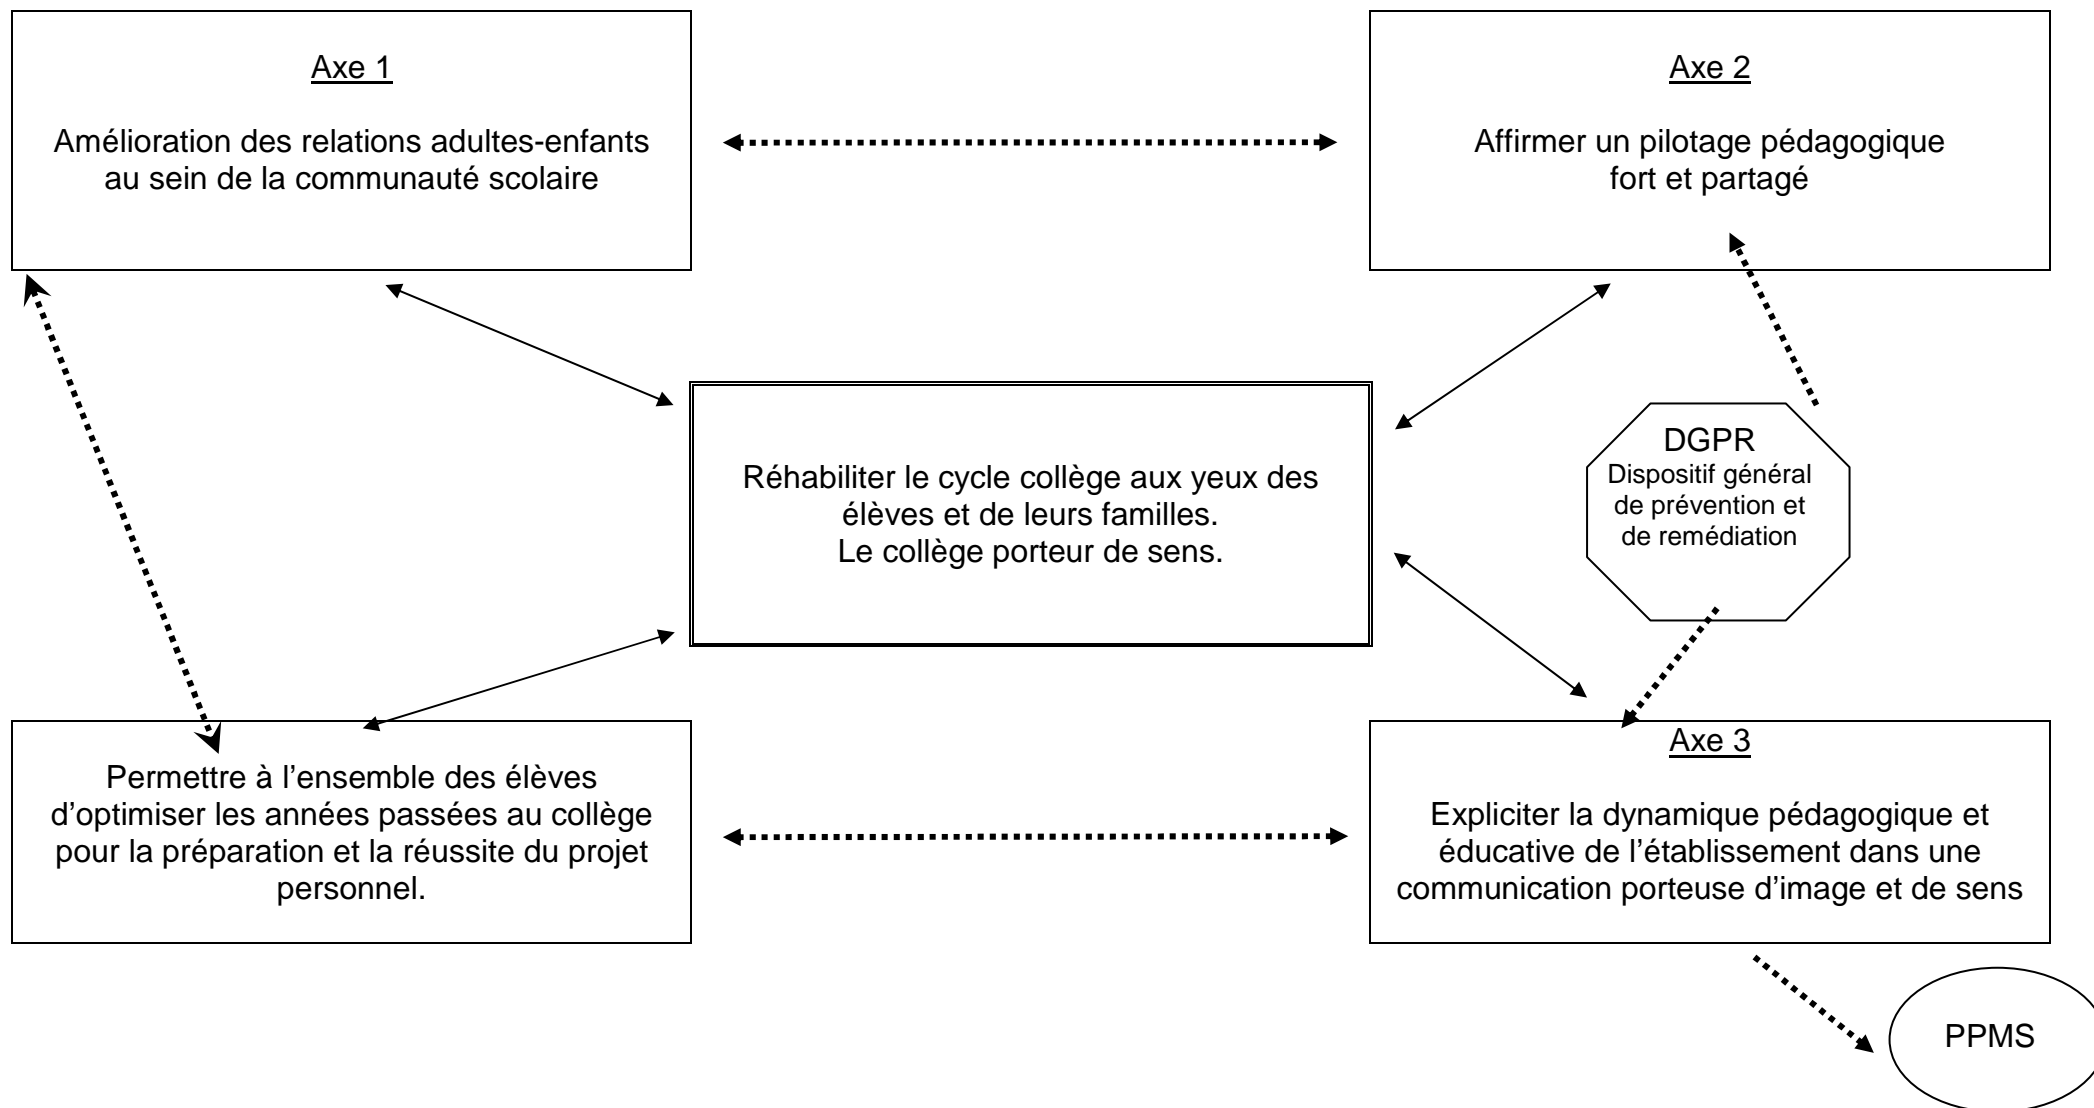 Axe 1
Amélioration des relations adultes-enfants
au sein de la communauté scolaire
Axe 2
Affirmer un pilotage pédagogique
fort et partagé
Réhabiliter le cycle collège aux yeux des
élèves et de leurs familles.
Le collège porteur de sens.
DGPR
Dispositif général
de prévention et
de remédiation
Permettre à l’ensemble des élèves
d’optimiser les années passées au collège
pour la préparation et la réussite du projet
personnel.
Axe 3
Expliciter la dynamique pédagogique et
éducative de l’établissement dans une
communication porteuse d’image et de sens
PPMS